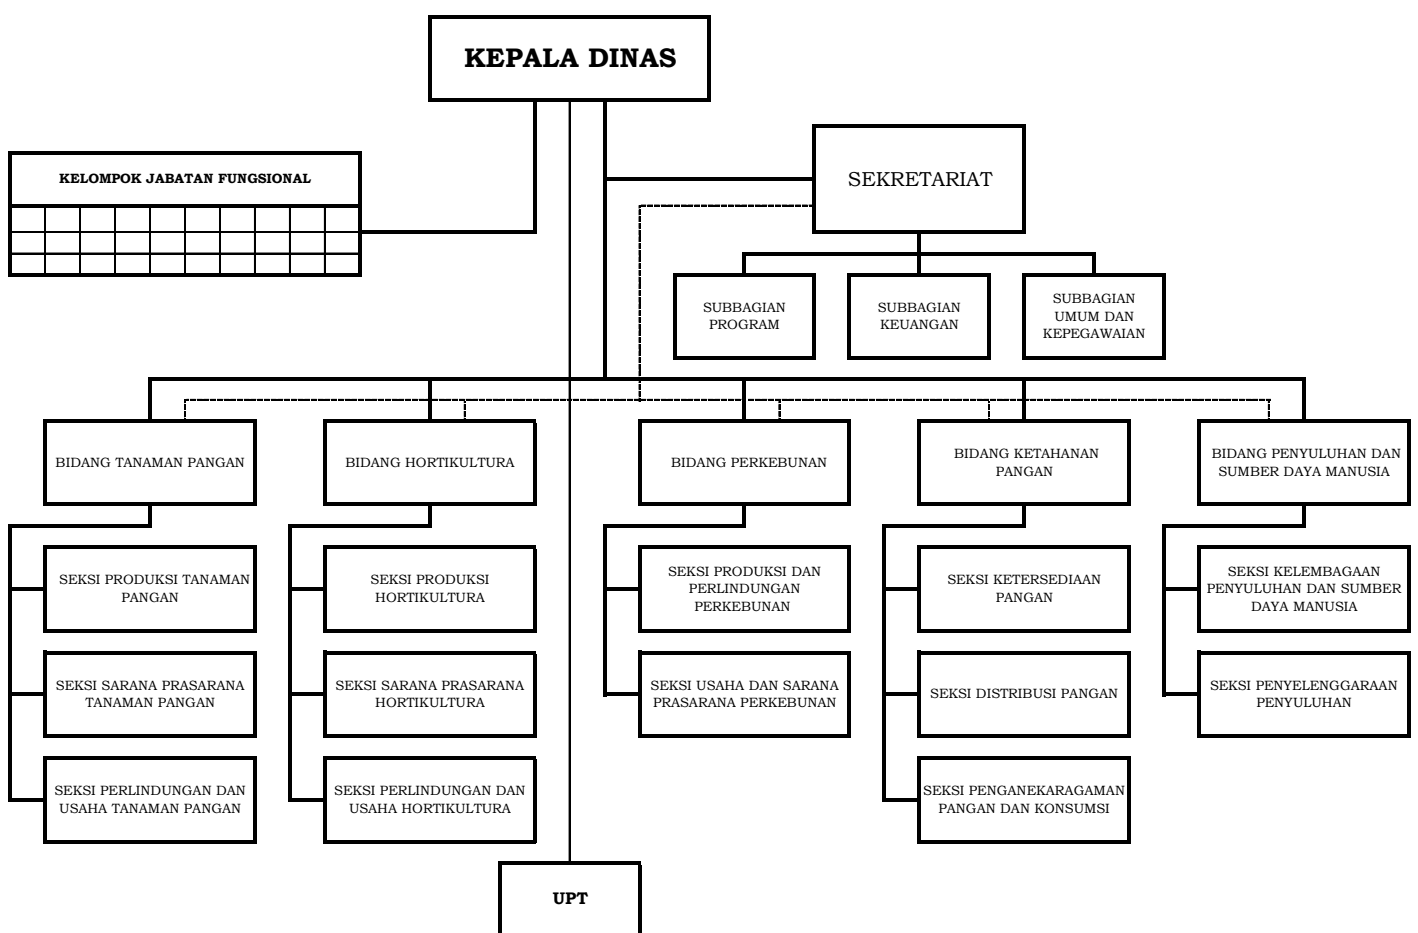 KEPALA DINAS
KELOMPOK JABATAN FUNGSIONAL
SEKRETARIAT
SUBBAGIAN
PROGRAM
SUBBAGIAN
KEUANGAN
SUBBAGIAN
UMUM DAN
KEPEGAWAIAN
BIDANG TANAMAN PANGAN
BIDANG HORTIKULTURA
BIDANG PERKEBUNAN
BIDANG KETAHANAN
PANGAN
BIDANG PENYULUHAN DAN
SUMBER DAYA MANUSIA
SEKSI PRODUKSI TANAMAN
PANGAN
SEKSI PRODUKSI
HORTIKULTURA
SEKSI PRODUKSI DAN
PERLINDUNGAN
PERKEBUNAN
SEKSI KETERSEDIAAN
PANGAN
SEKSI KELEMBAGAAN
PENYULUHAN DAN SUMBER
DAYA MANUSIA
SEKSI SARANA PRASARANA
TANAMAN PANGAN
SEKSI SARANA PRASARANA
HORTIKULTURA
SEKSI USAHA DAN SARANA
PRASARANA PERKEBUNAN
SEKSI DISTRIBUSI PANGAN
SEKSI PENYELENGGARAAN
PENYULUHAN
SEKSI PERLINDUNGAN DAN
USAHA TANAMAN PANGAN
SEKSI PERLINDUNGAN DAN
USAHA HORTIKULTURA
SEKSI PENGANEKARAGAMAN
PANGAN DAN KONSUMSI
UPT